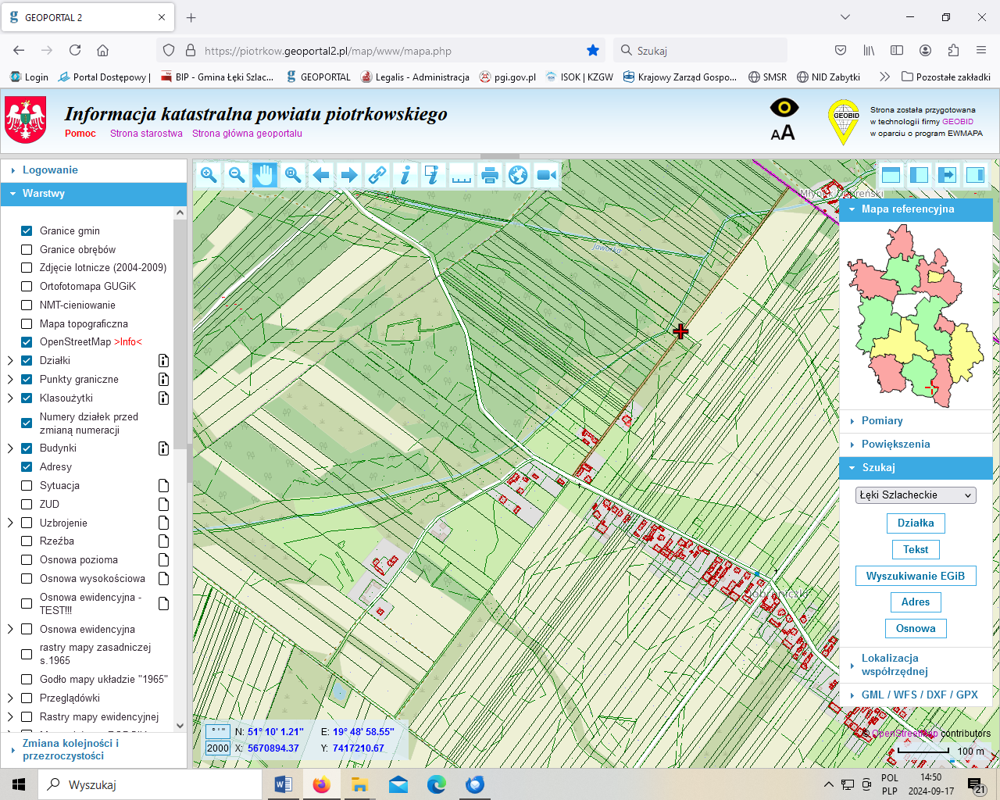 GEOPORTAL 2
https://piotrkow.geoportal2.pl/map/www/mapa.php
Szukaj
Login
Portal Dostępowy |
BIP - Gmina Łęki Szlac...
GEOPORTAL
Legalis - Administracja
pgi.gov.pl
ISOK | KZGW
Krajowy Zarząd Gospo...
SMSR
NID Zabytki
Pozostałe zakładki
Informacja katastralna powiatu piotrkowskiego
Pomoc Strona starostwa Strona główna geoportalu
AA
GEOBID
Strona została przygotowana
w technologii firmy GEOBID
w oparciu o program EWMAPA
Logowanie
Warstwy
Granice gmin
Granice obrębów
Zdjęcie lotnicze (2004-2009)
Ortofotomapa GUGiK
NMT-cieniowanie
Mapa topograficzna
OpenStreetMap >Info<
Działki
Punkty graniczne
Klasoużytki
Numery działek przed
zmianą numeracji
Budynki
Adresy
Sytuacja
ZUD
Uzbrojenie
Rzeźba
Osnowa pozioma
Osnowa wysokościowa
Osnowa ewidencyjna -
TEST!!!
Osnowa ewidencyjna
rastry mapy zasadniczej
s.1965
Godło mapy układzie "1965"
Przeglądówki
Rastry mapy ewidencyjnej
Zmiana kolejności i
przezroczystości
Jaworka
Mapa referencyjna
Pomiary
Powiększenia
Szukaj
Łęki Szlacheckie
Działka
Tekst
Wyszukiwanie EGiB
Adres
Osnowa
Lokalizacja
współrzędnej
GML / WFS / DXF / GPX
° ' "
N: 51° 10' 1.21" E: 19° 48' 58.55"
2000
X: 5670894.37 Y: 7417210.67
© OpenStreetMap contributors
100 m
Wyszukaj
POL
PLP
14:50
2024-09-17
21